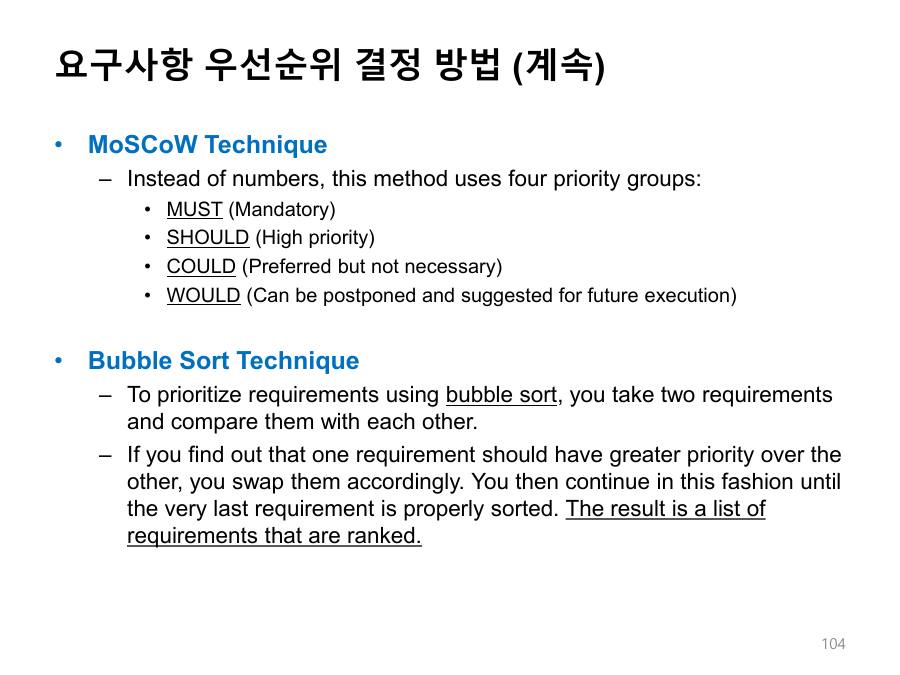 요구사항 우선순위 결정 방법 (계속)
• MoSCoW Technique
– Instead of numbers, this method uses four priority groups:
• MUST (Mandatory)
• SHOULD (High priority)
• COULD (Preferred but not necessary)
• WOULD (Can be postponed and suggested for future execution)
• Bubble Sort Technique
– To prioritize requirements using bubble sort, you take two requirements
and compare them with each other.
– If you find out that one requirement should have greater priority over the
other, you swap them accordingly. You then continue in this fashion until
the very last requirement is properly sorted. The result is a list of
requirements that are ranked.
104